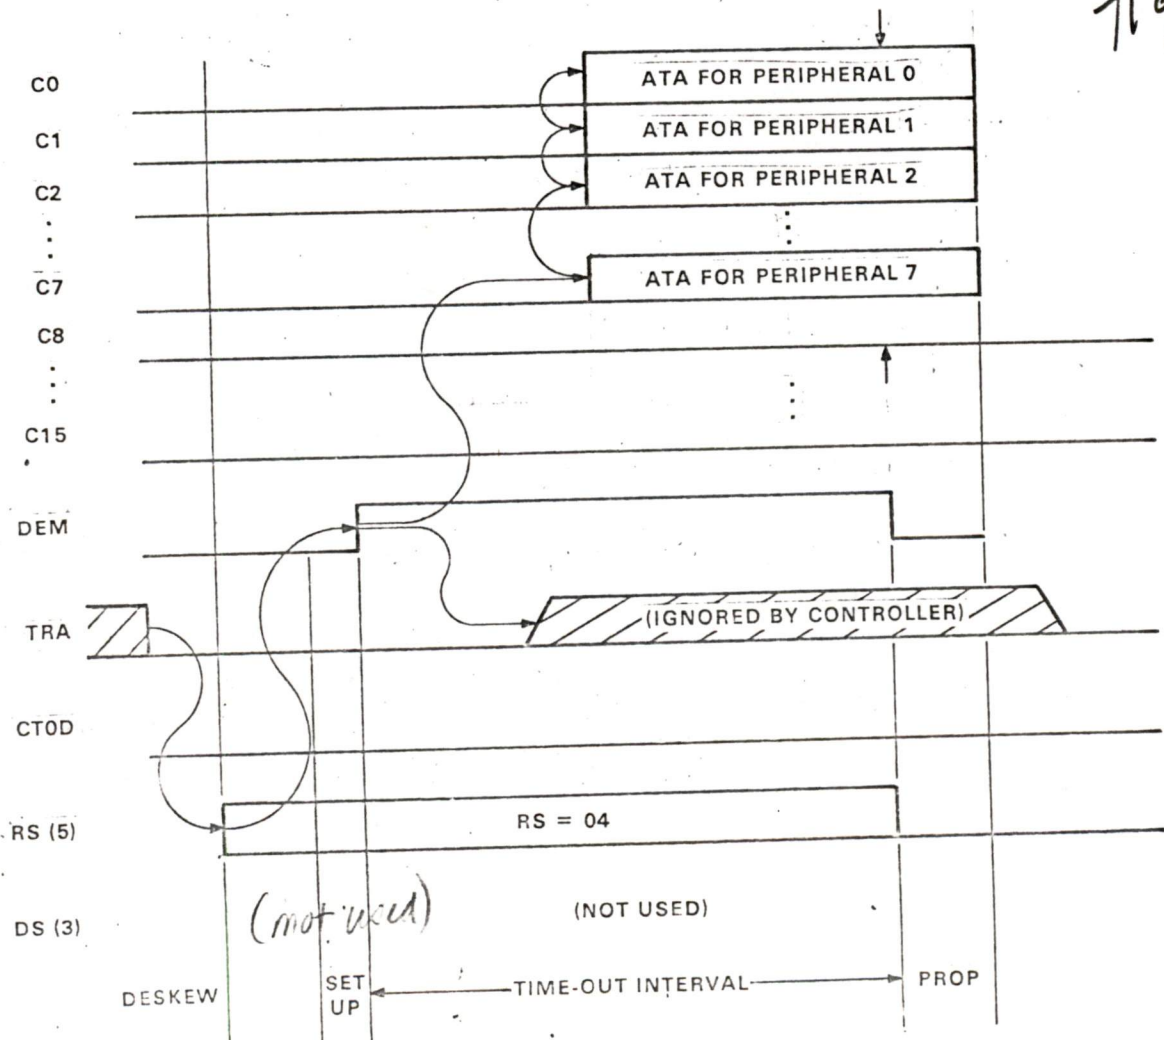 C0 ATA FOR PERIPHERAL 0
C1 ATA FOR PERIPHERAL 1
C2 ATA FOR PERIPHERAL 2
C7 ATA FOR PERIPHERAL 7
C8
C15
DEM
TRA (IGNORED BY CONTROLLER)
CT0D
RS (5) RS = 04
DS (3) (not used) (NOT USED)
DESKEW SET UP TIME-OUT INTERVAL PROP